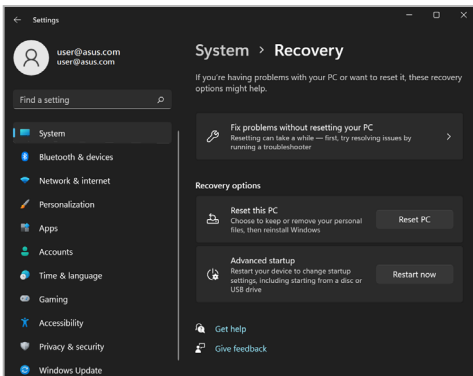 Settings
user@asus.com
user@asus.com
Find a setting
System
Bluetooth & devices
Network & internet
Personalization
Apps
Accounts
Time & language
Gaming
Accessibility
Privacy & security
Windows Update
System > Recovery
If you're having problems with your PC or want to reset it, these recovery
options might help.
Fix problems without resetting your PC
Resetting can take a while — first, try resolving issues by
running a troubleshooter
Recovery options
Reset this PC
Choose to keep or remove your personal
files, then reinstall Windows
Reset PC
Advanced startup
Restart your device to change startup
settings, including starting from a disc or
USB drive
Restart now
Get help
Give feedback